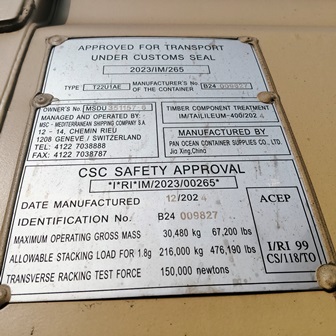 APPROVED FOR TRANSPORT
UNDER CUSTOMS SEAL
2023/IM/265
TYPE T22U1AE MANUFACTURER'S NO. OF THE CONTAINER B24 009827
OWNER'S No. MSDU
MANAGED AND OPERATED BY:
MSC - MEDITERRANEAN SHIPPING COMPANY S.A.
12 - 14, CHEMIN RIEU
1208 GENEVE / SWITZERLAND
TEL: 4122 7038888
FAX: 4122 7038787
TIMBER COMPONENT TREATMENT
IM/TAILILEUM-400/2024
MANUFACTURED BY
PAN OCEAN CONTAINER SUPPLIES CO., LTD.
Jia Xing,China
CSC SAFETY APPROVAL
*I*RI*IM/2023/00265*
DATE MANUFACTURED 12/2024
IDENTIFICATION No. B24 009827
MAXIMUM OPERATING GROSS MASS 30,480 kg 67,200 lbs
ALLOWABLE STACKING LOAD FOR 1.8g 216,000 kg 476,190 lbs
TRANSVERSE RACKING TEST FORCE 150,000 newtons
ACEP
I/RI 99
CS/118/TO